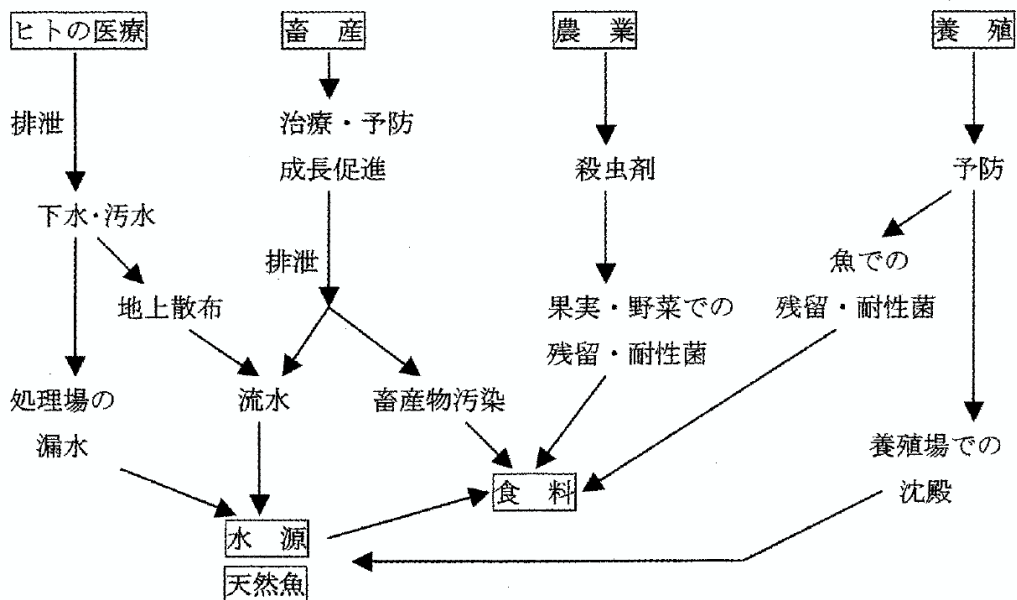 ヒトの医療
畜　産
農　業
養　殖
排泄
治療・予防
成長促進
殺虫剤
予防
下水・汚水
排泄
魚での
残留・耐性菌
地上散布
果実・野菜での
残留・耐性菌
処理場の
漏水
流水
畜産物汚染
養殖場での
沈殿
食　料
水　源
天然魚